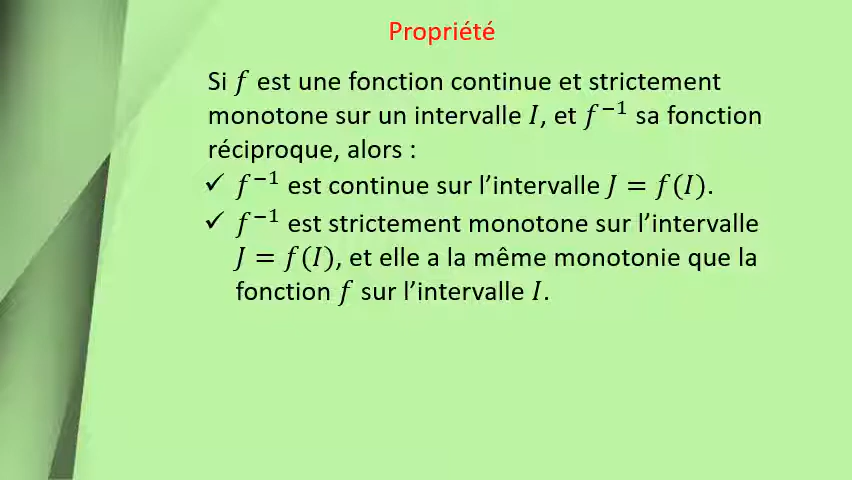 Propriété
Si 𝑓 est une fonction continue et strictement
monotone sur un intervalle 𝐼, et 𝑓⁻¹ sa fonction
réciproque, alors :
✓ 𝑓⁻¹ est continue sur l’intervalle 𝐽 = 𝑓(𝐼).
✓ 𝑓⁻¹ est strictement monotone sur l’intervalle
𝐽 = 𝑓(𝐼), et elle a la même monotonie que la
fonction 𝑓 sur l’intervalle 𝐼.